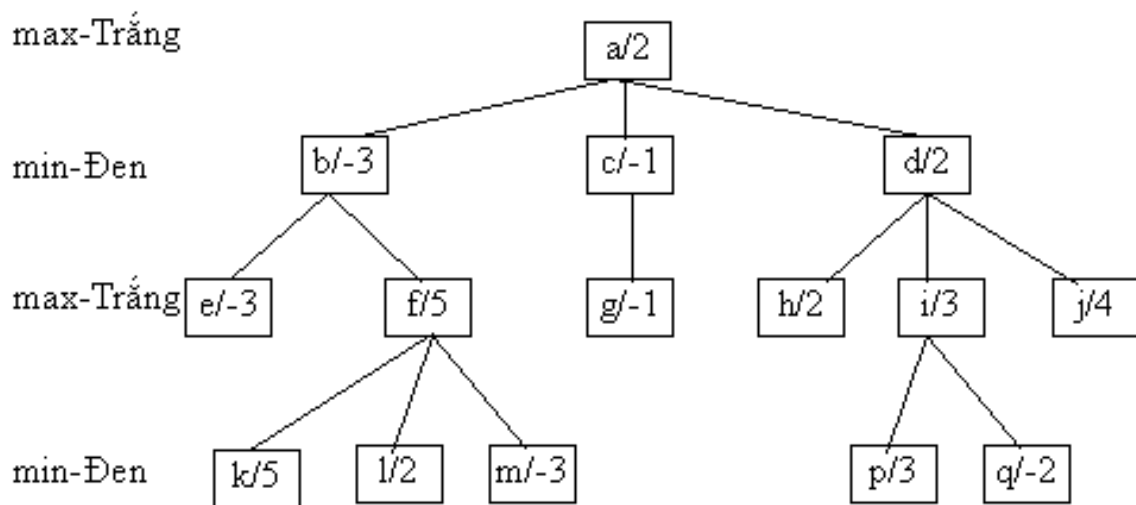 max-Trắng
a/2
min-Đen
b/-3
c/-1
d/2
max-Trắng
e/-3
f/5
g/-1
h/2
i/3
j/4
min-Đen
k/5
l/2
m/-3
p/3
q/-2